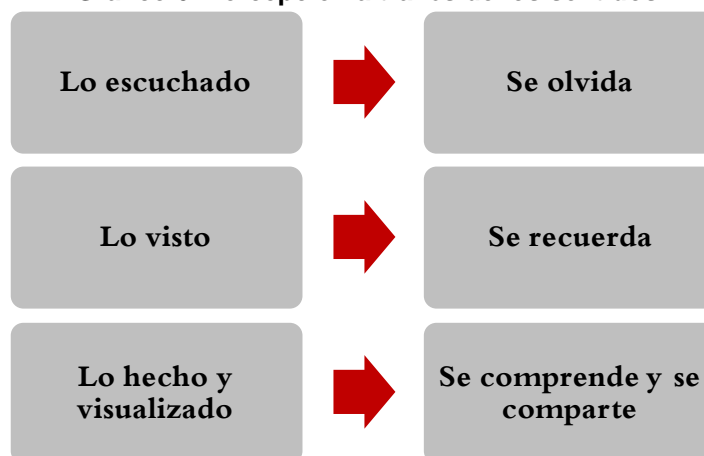 Lo escuchado
Se olvida
Lo visto
Se recuerda
Lo hecho y
visualizado
Se comprende y se
comparte